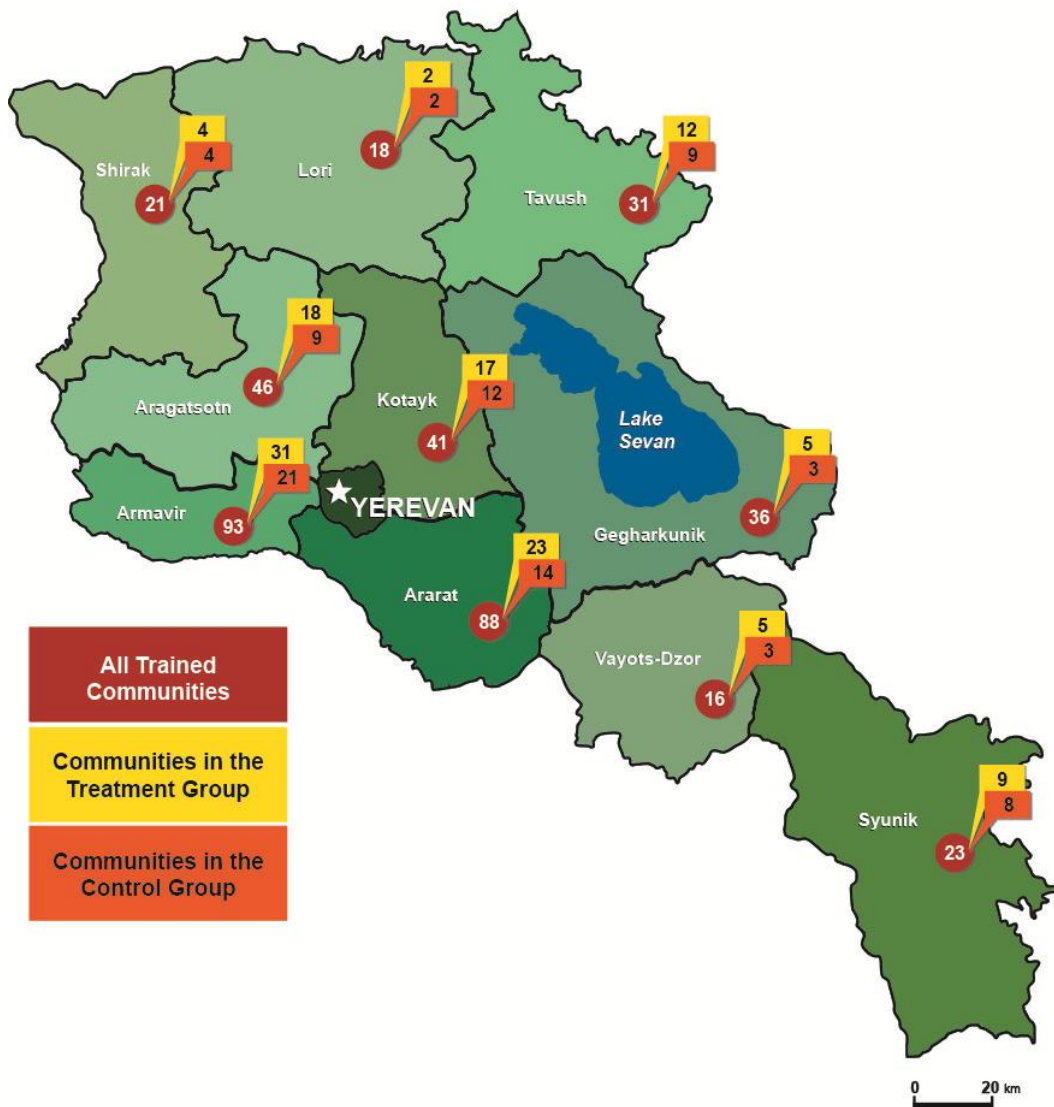 2
2
18
Lori
4
4
Shirak
21
12
9
Tavush
31
18
9
46
Aragatsotn
17
12
Kotayk
41
Lake
Sevan
5
3
36
Gegharkunik
31
21
Armavir
93
YEREVAN
23
14
Ararat
88
5
3
Vayots-Dzor
16
9
8
Syunik
23
All Trained
Communities
Communities in the
Treatment Group
Communities in the
Control Group
0 20 km